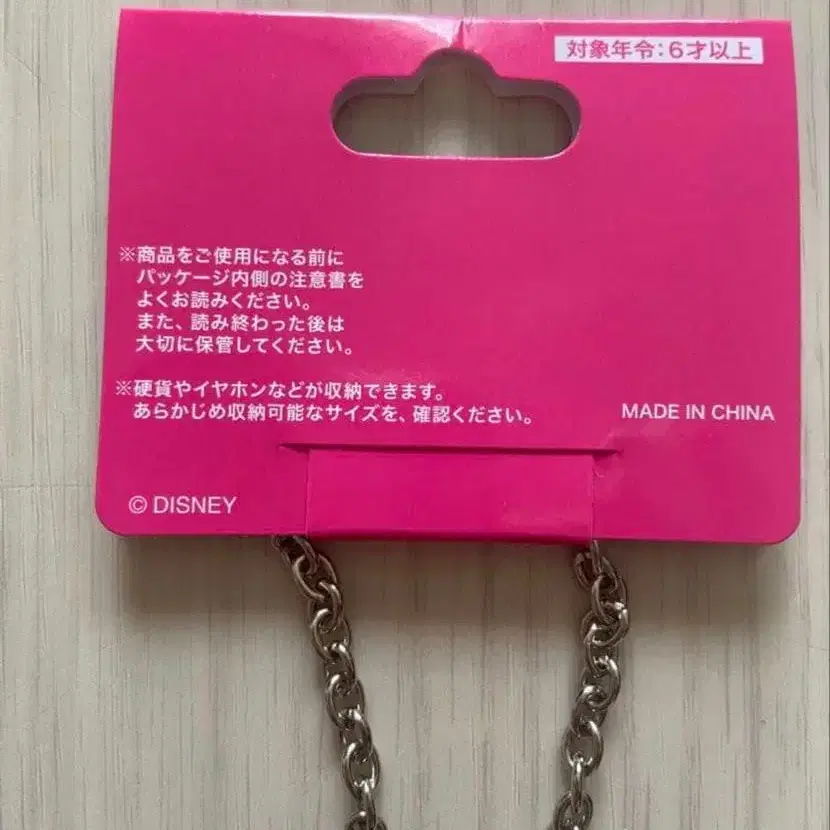 対象年令:6才以上
※商品をご使用になる前に
パッケージ内側の注意書を
よくお読みください。
また、読み終わった後は
大切に保管してください。
※硬貨やイヤホンなどが収納できます。
あらかじめ収納可能なサイズを、確認ください。
MADE IN CHINA
© DISNEY